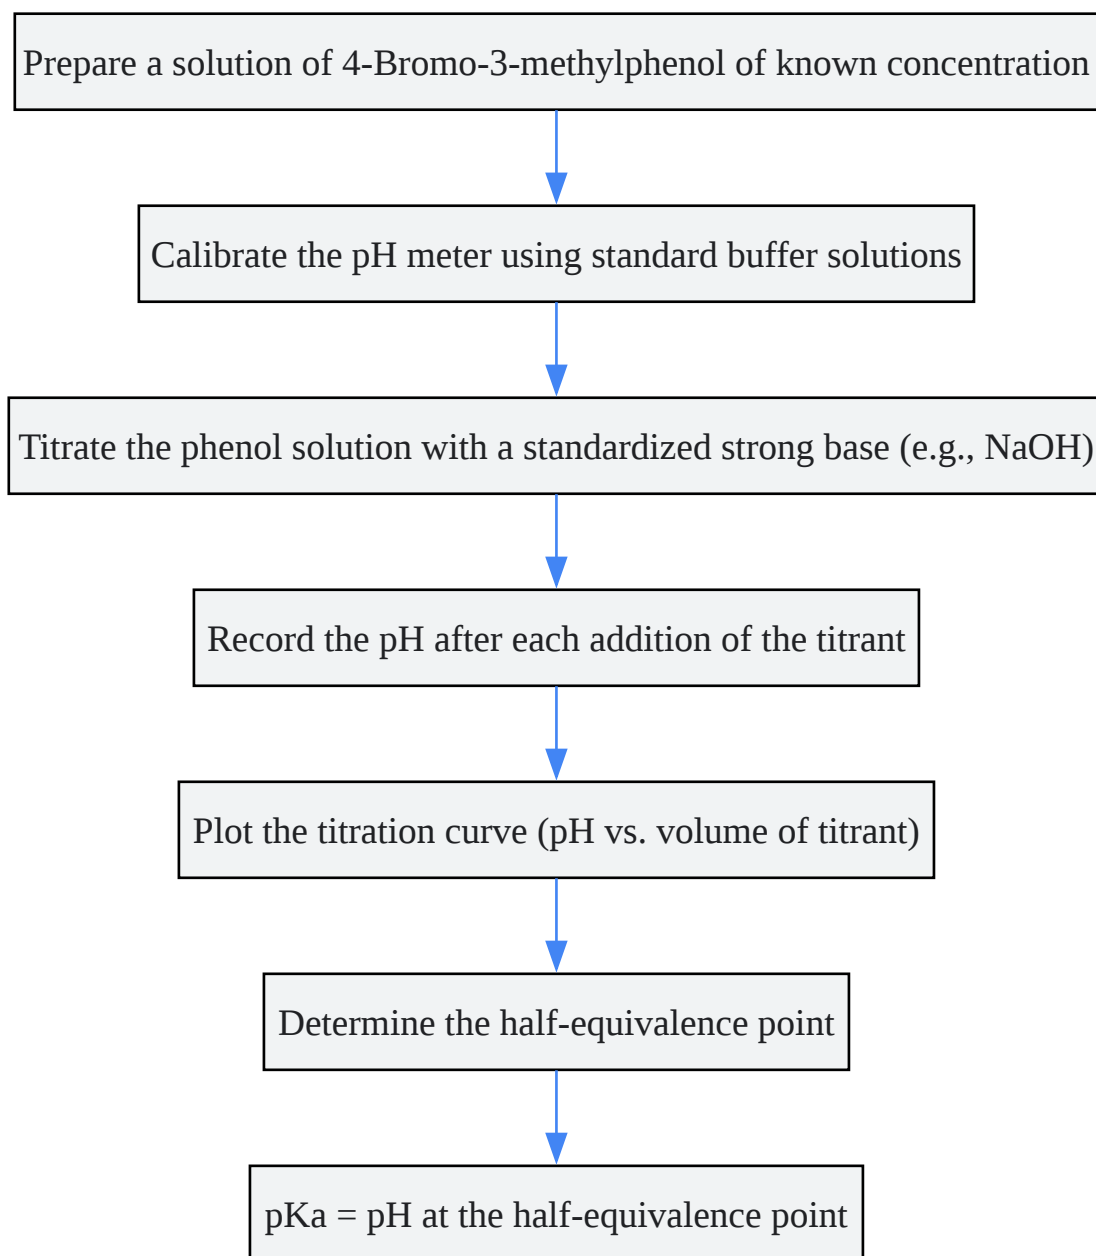 Prepare a solution of 4-Bromo-3-methylphenol of known concentration
Calibrate the pH meter using standard buffer solutions
Titrate the phenol solution with a standardized strong base (e.g., NaOH)
Record the pH after each addition of the titrant
Plot the titration curve (pH vs. volume of titrant)
Determine the half-equivalence point
pKa = pH at the half-equivalence point